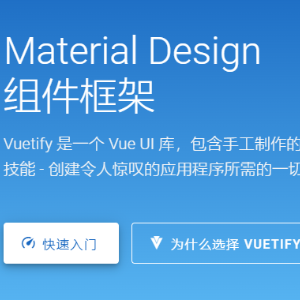 Material Design
组件框架
Vuetify 是一个 Vue UI 库，包含手工制作的
技能 - 创建令人惊叹的应用程序所需的一切
快速入门
为什么选择 VUETIFY